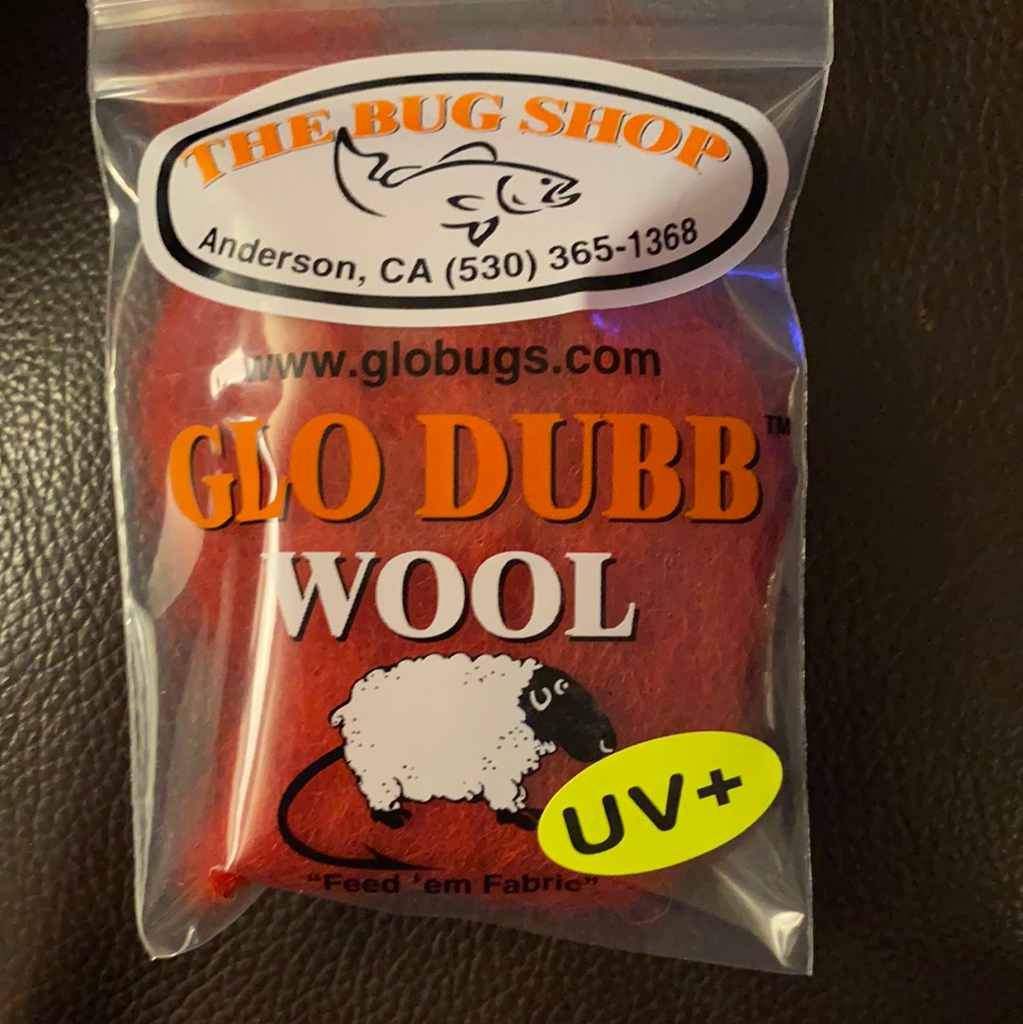 THE BUG SHOP
Anderson, CA (530) 365-1368
www.globugs.com
GLO DUBB™
WOOL
UV+
"Feed 'em Fabric"